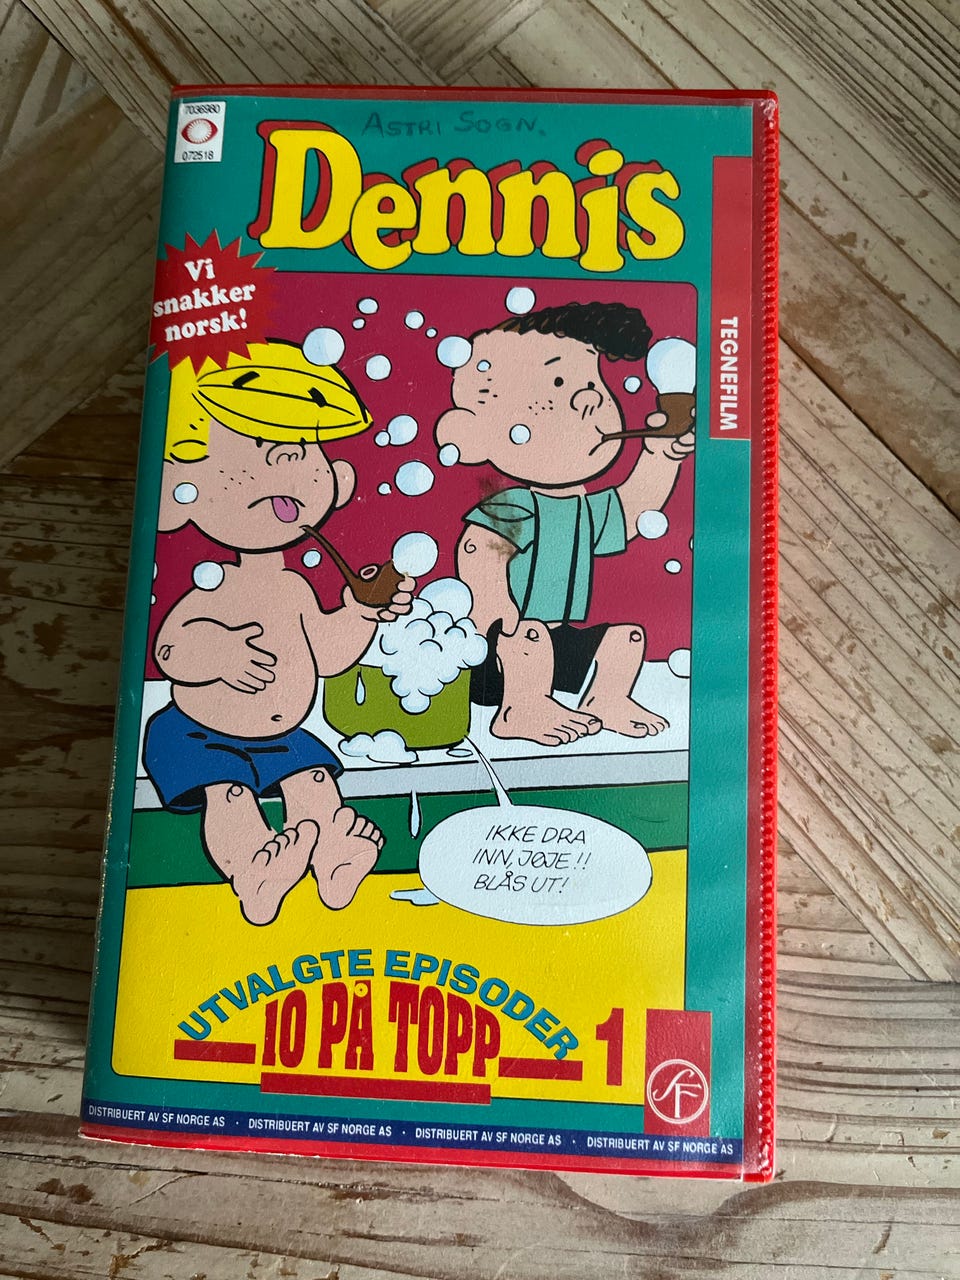 7036980
072518
ASTRI SOGN.
Dennis
Vi
snakker
norsk!
TEGNEFILM
IKKE DRA
INN, JØJE!!
BLÅS UT!
UTVALGTE EPISODER
10 PÅ TOPP
1
SF
DISTRIBUERT AV SF NORGE AS · DISTRIBUERT AV SF NORGE AS · DISTRIBUERT AV SF NORGE AS · DISTRIBUERT AV SF NORGE AS